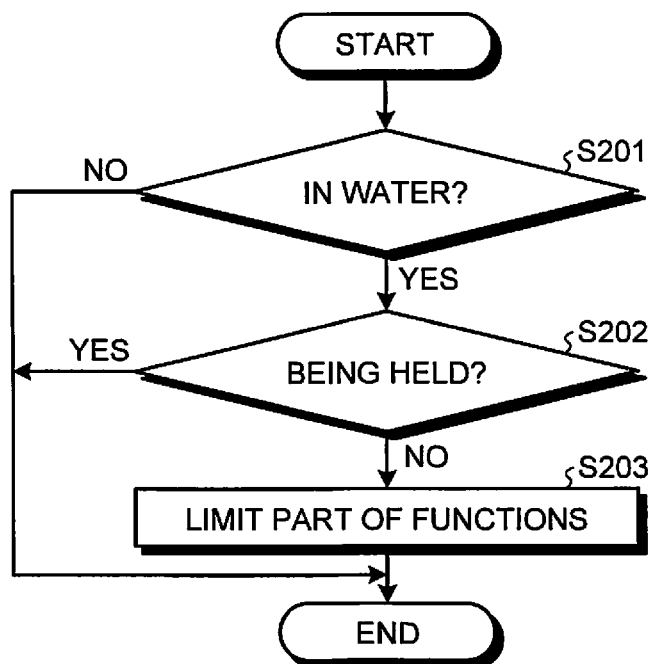 START
S201
NO
IN WATER?
YES
S202
YES
BEING HELD?
NO
S203
LIMIT PART OF FUNCTIONS
END